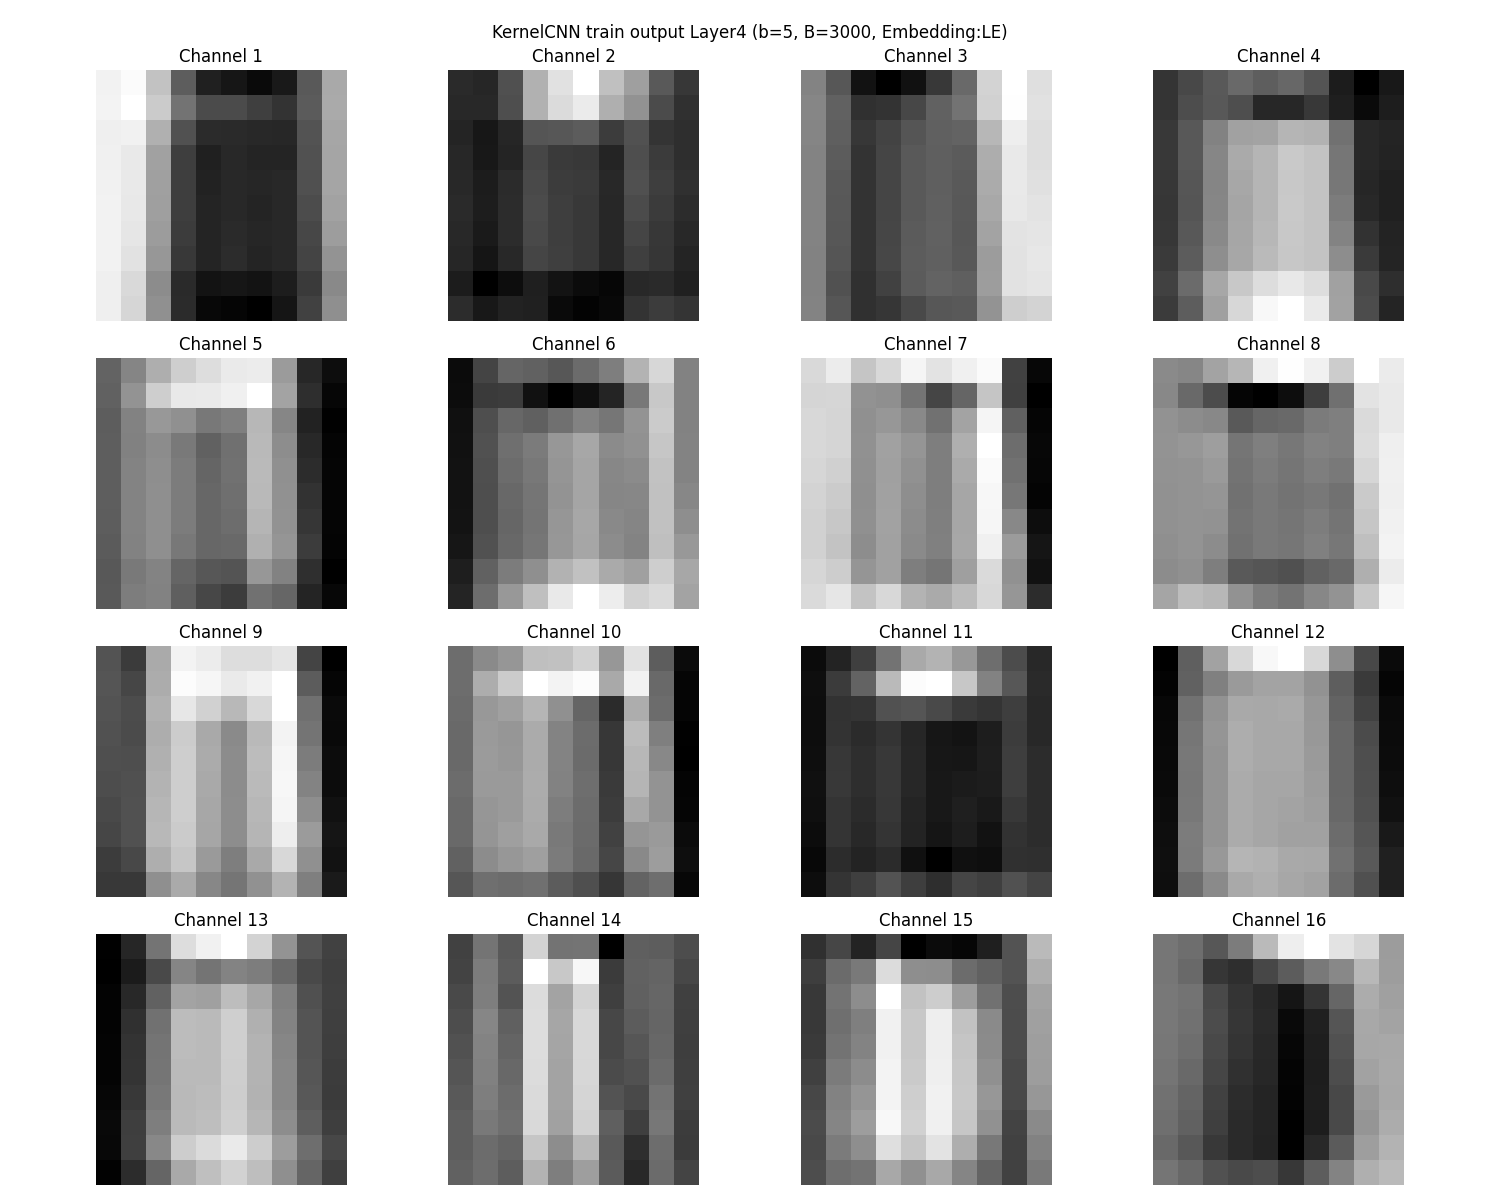 KernelCNN train output Layer4 (b=5, B=3000, Embedding:LE)
Channel 1 Channel 2 Channel 3 Channel 4
Channel 5 Channel 6 Channel 7 Channel 8
Channel 9 Channel 10 Channel 11 Channel 12
Channel 13 Channel 14 Channel 15 Channel 16